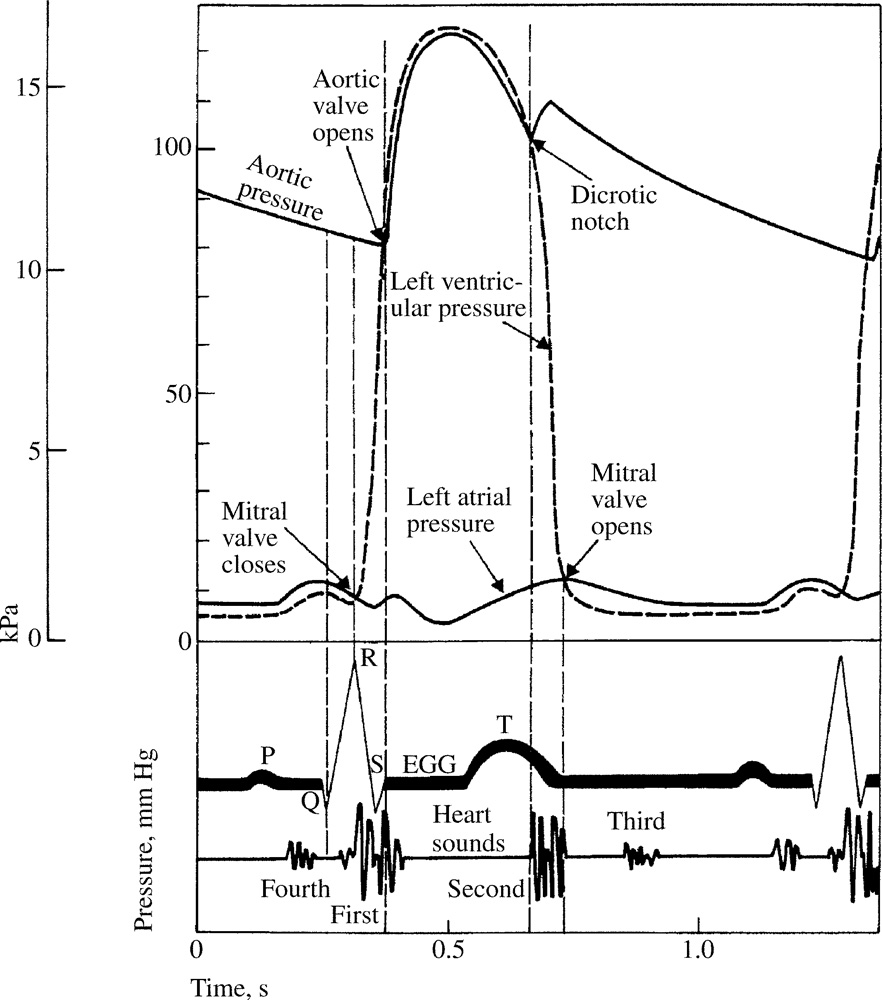 15
Aortic
valve
opens
100
Aortic
pressure
Dicrotic
notch
10
Left ventric-
ular pressure
50
5
Mitral
valve
closes
Left atrial
pressure
Mitral
valve
opens
kPa
0
0
R
P
T
S
EGG
Q
Heart
sounds
Third
Fourth
Second
First
Pressure, mm Hg
0
0.5
1.0
Time, s